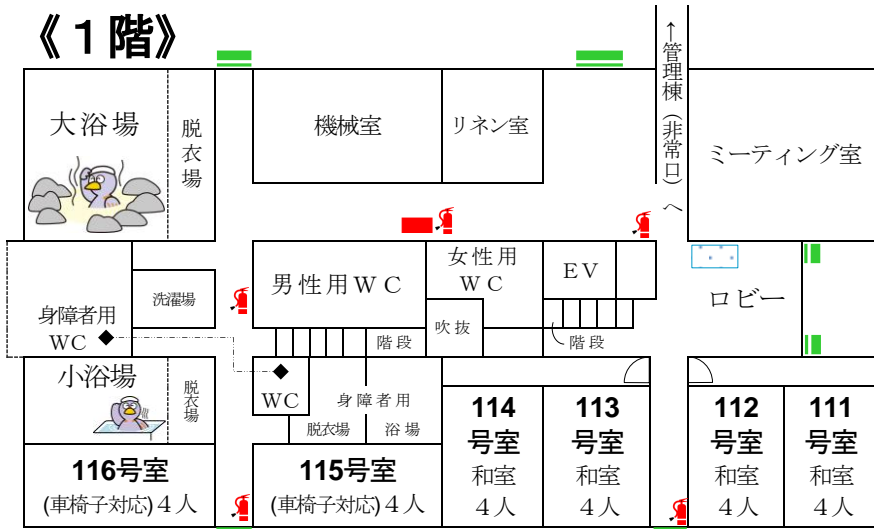 《１階》
大浴場
脱衣場
機械室
リネン室
←管理棟（非常口）へ
ミーティング室
身障者用
WC
洗濯場
男性用ＷＣ
女性用
ＷＣ
ＥＶ
ロビー
階段
吹抜
階段
小浴場
脱衣場
WC
身障者用
脱衣場
浴場
116号室
(車椅子対応)４人
115号室
(車椅子対応)４人
114
号室
和室
４人
113
号室
和室
４人
112
号室
和室
４人
111
号室
和室
４人